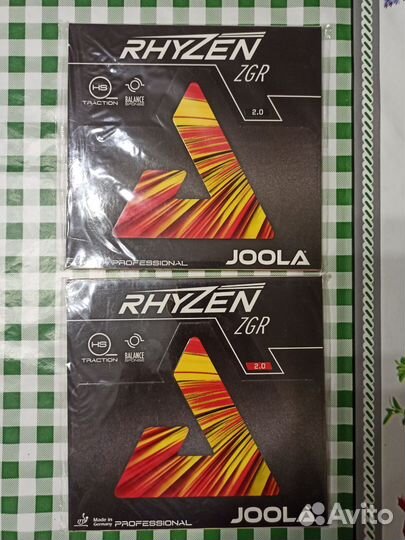 RHYZEN
ZGR
HS
TRACTION
BALANCE
SPONGE
2.0
PROFESSIONAL
JOOLA
RHYZEN
ZGR
HS
TRACTION
BALANCE
SPONGE
2.0
ITTF
Made in
Germany
PROFESSIONAL
JOOLA
Avito